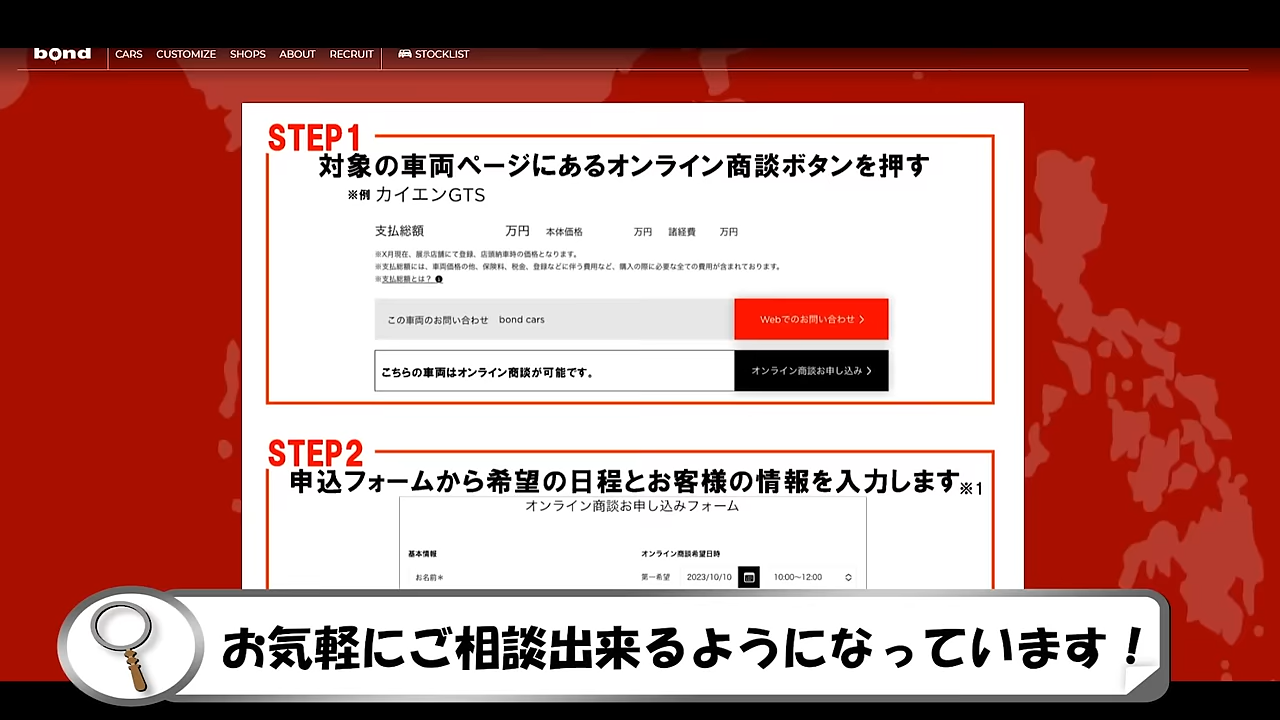 bond CARS CUSTOMIZE SHOPS ABOUT RECRUIT STOCKLIST
STEP1
対象の車両ページにあるオンライン商談ボタンを押す
※例 カイエンGTS
支払総額 万円 本体価格 万円 諸経費 万円
※X月現在、展示店舗にて登録、店頭納車時の価格となります。
※支払総額には、車両価格の他、保険料、税金、登録などに伴う費用など、購入の際に必要な全ての費用が含まれております。
※支払総額とは？
この車両のお問い合わせ bond cars Webでのお問い合わせ
こちらの車両はオンライン商談が可能です。 オンライン商談お申し込み
STEP2
申込フォームから希望の日程とお客様の情報を入力します※1
オンライン商談お申し込みフォーム
基本情報 オンライン商談希望日時
お名前* 第一希望 2023/10/10 10:00〜12:00
お気軽にご相談出来るようになっています！